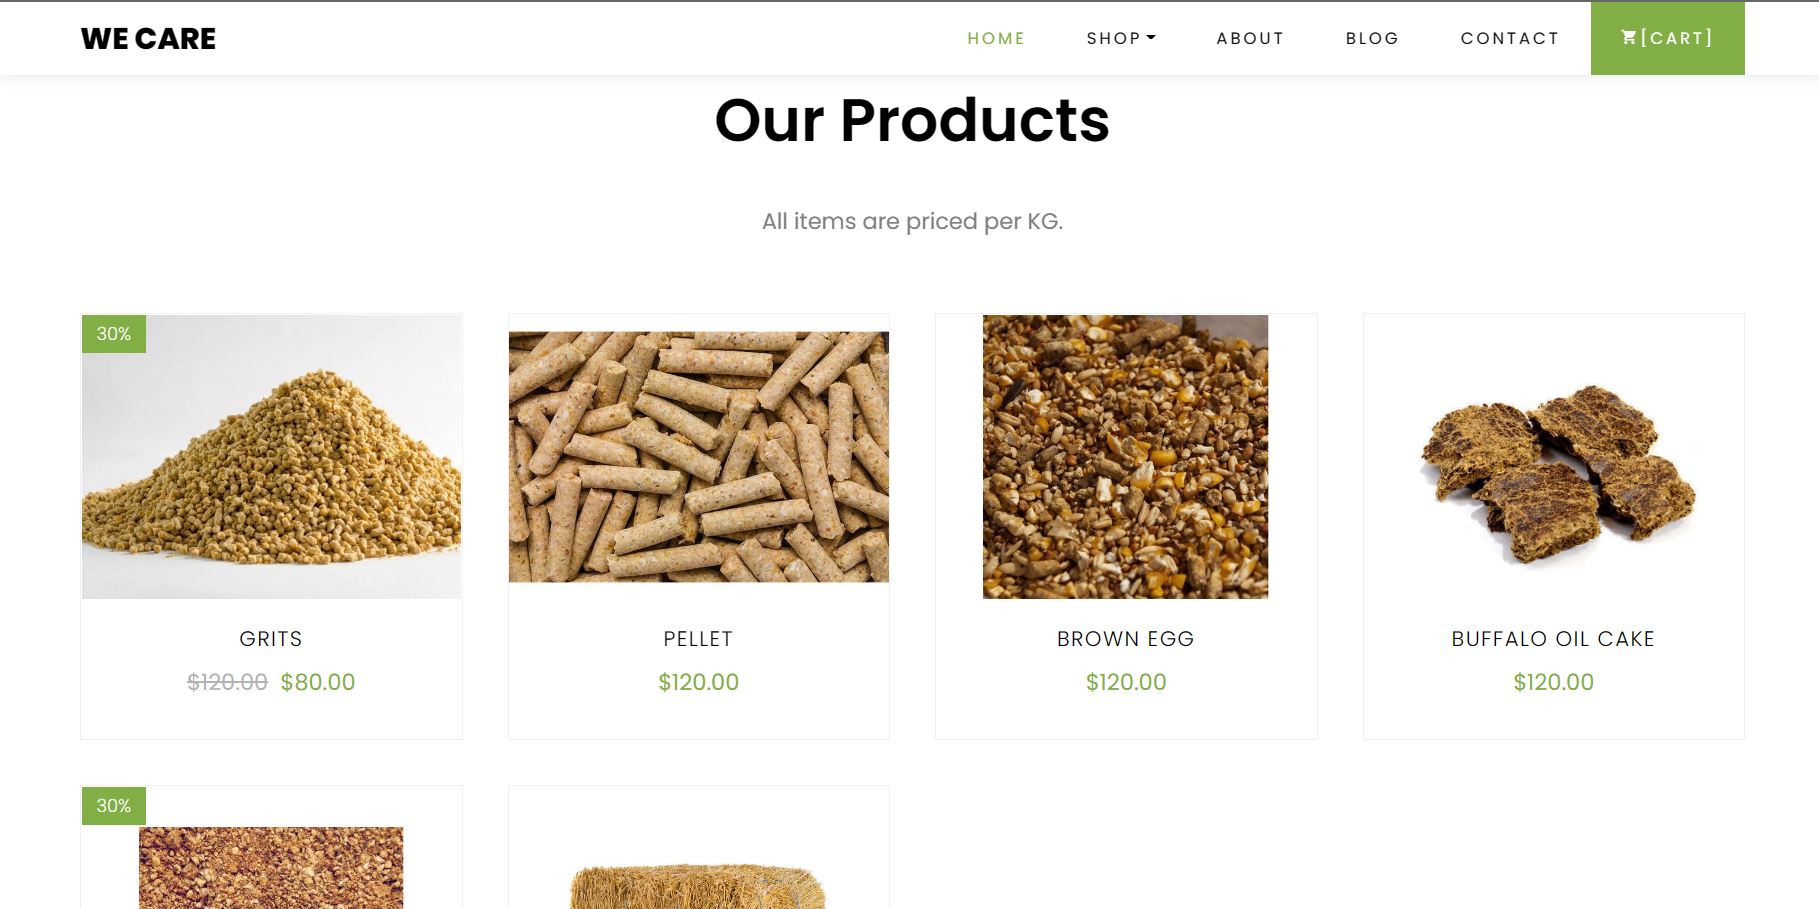 WE CARE
HOME SHOP ABOUT BLOG CONTACT [CART]
Our Products
All items are priced per KG.
30%
GRITS
$120.00 $80.00
PELLET
$120.00
BROWN EGG
$120.00
BUFFALO OIL CAKE
$120.00
30%